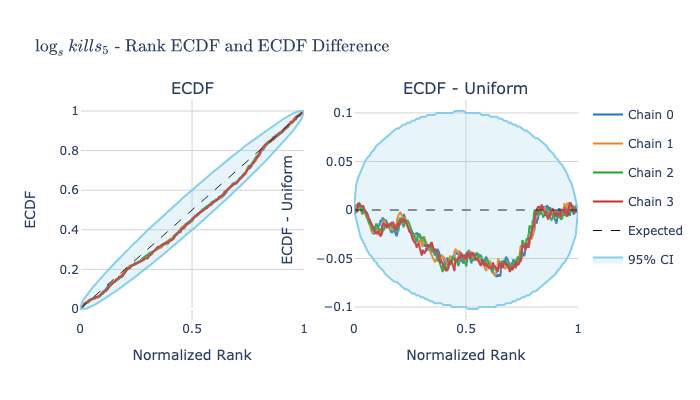 log_s kills_5 - Rank ECDF and ECDF Difference
ECDF
ECDF - Uniform
ECDF
1
0.8
0.6
0.4
0.2
0
0
0.5
1
Normalized Rank
ECDF - Uniform
0.1
0.05
0
−0.05
−0.1
0
0.5
1
Normalized Rank
Chain 0
Chain 1
Chain 2
Chain 3
Expected
95% CI